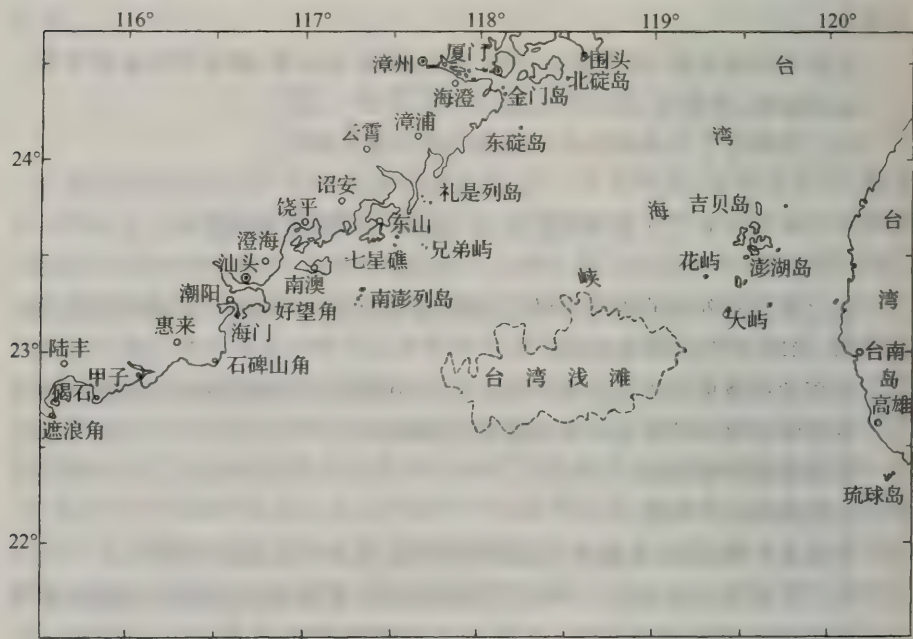 116° 117° 118° 119° 120°
漳州
厦门
围头
台
海澄
金门岛
北碇岛
云霄
漳浦
东碇岛
湾
24°
诏安
礼是列岛
饶平
吉贝岛
海
台
澄海
东山
汕头
七星礁
兄弟屿
花屿
澎湖岛
潮阳
南澳
南澎列岛
峡
湾
好望角
大屿
惠来
海门
23°
陆丰
石碑山角
台湾浅滩
台南
甲子
岛
碣石
高雄
遮浪角
琉球岛
22°